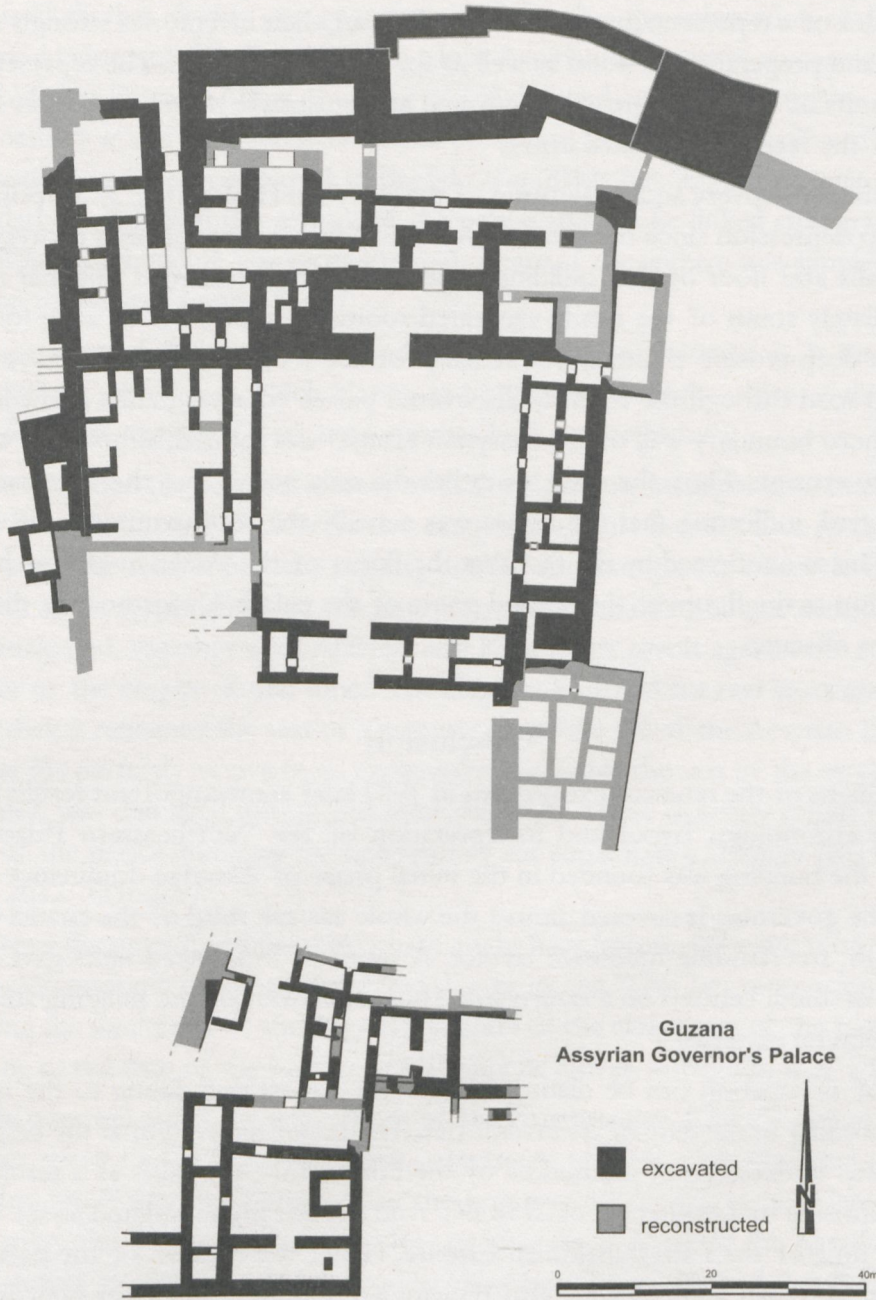 Guzana
Assyrian Governor's Palace
N
excavated
reconstructed
0 20 40m